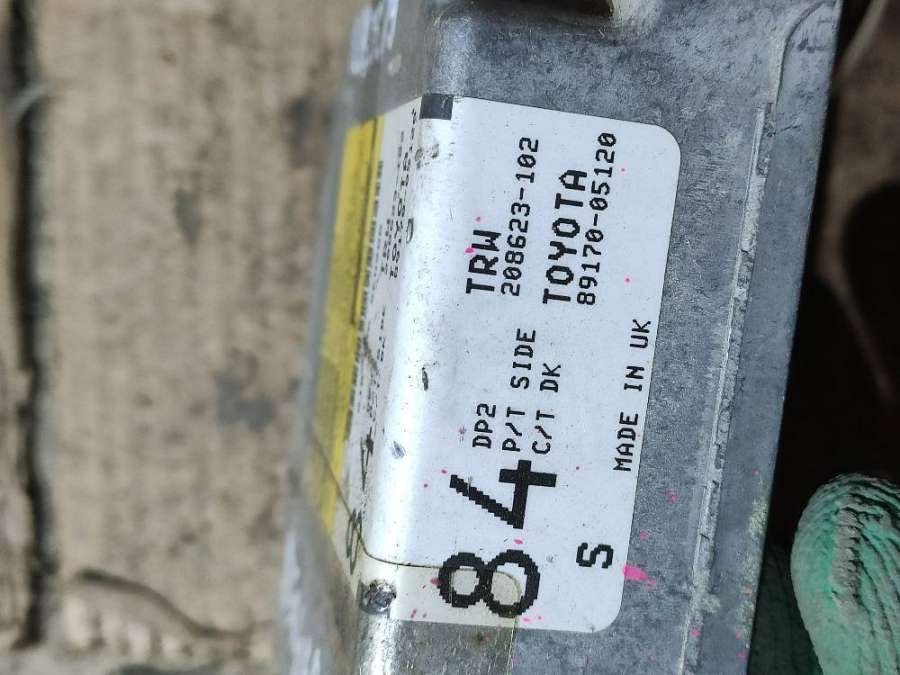 TRW
208623-102
TOYOTA
89170-05120
84
DP2
P/T SIDE
C/T DK
S
MADE IN UK